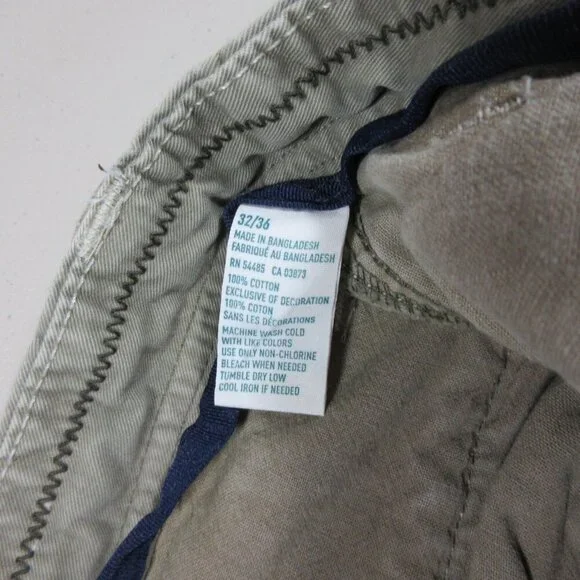 32/36
MADE IN BANGLADESH
FABRIQUÉ AU BANGLADESH
RN 54485 CA 03873
100% COTTON
EXCLUSIVE OF DECORATION
100% COTON
SANS LES DÉCORATIONS
MACHINE WASH COLD
WITH LIKE COLORS
USE ONLY NON-CHLORINE
BLEACH WHEN NEEDED
TUMBLE DRY LOW
COOL IRON IF NEEDED